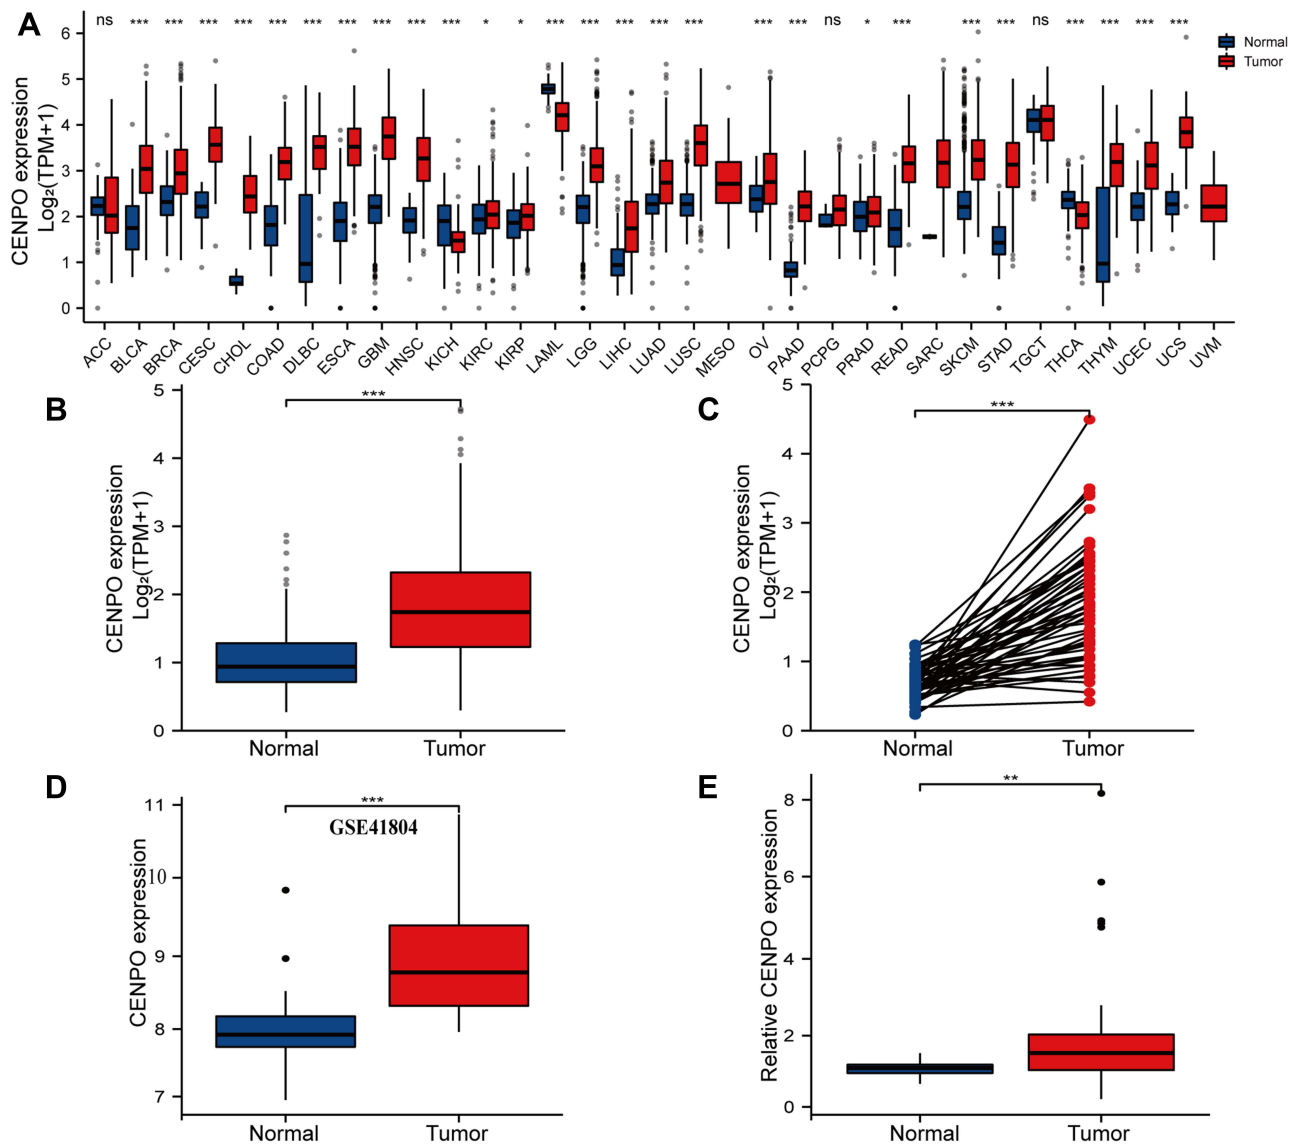 A
ns *** *** *** *** *** *** *** *** *** *** * * *** *** *** *** *** *** *** ns * *** *** *** ns *** *** *** ***
Normal
Tumor
CENPO expression
Log₂(TPM+1)
6
5
4
3
2
1
0
ACC BLCA BRCA CESC CHOL COAD DLBC ESCA GBM HNSC KICH KIRC KIRP LAML LGG LIHC LUAD LUSC MESO OV PAAD PCPG PRAD READ SARC SKCM STAD TGCT THCA THYM UCEC UCS UVM
B
***
CENPO expression
Log₂(TPM+1)
5
4
3
2
1
0
Normal Tumor
C
***
CENPO expression
Log₂(TPM+1)
5
4
3
2
1
0
Normal Tumor
D
***
GSE41804
CENPO expression
11
10
9
8
7
Normal Tumor
E
**
Relative CENPO expression
8
6
4
2
0
Normal Tumor